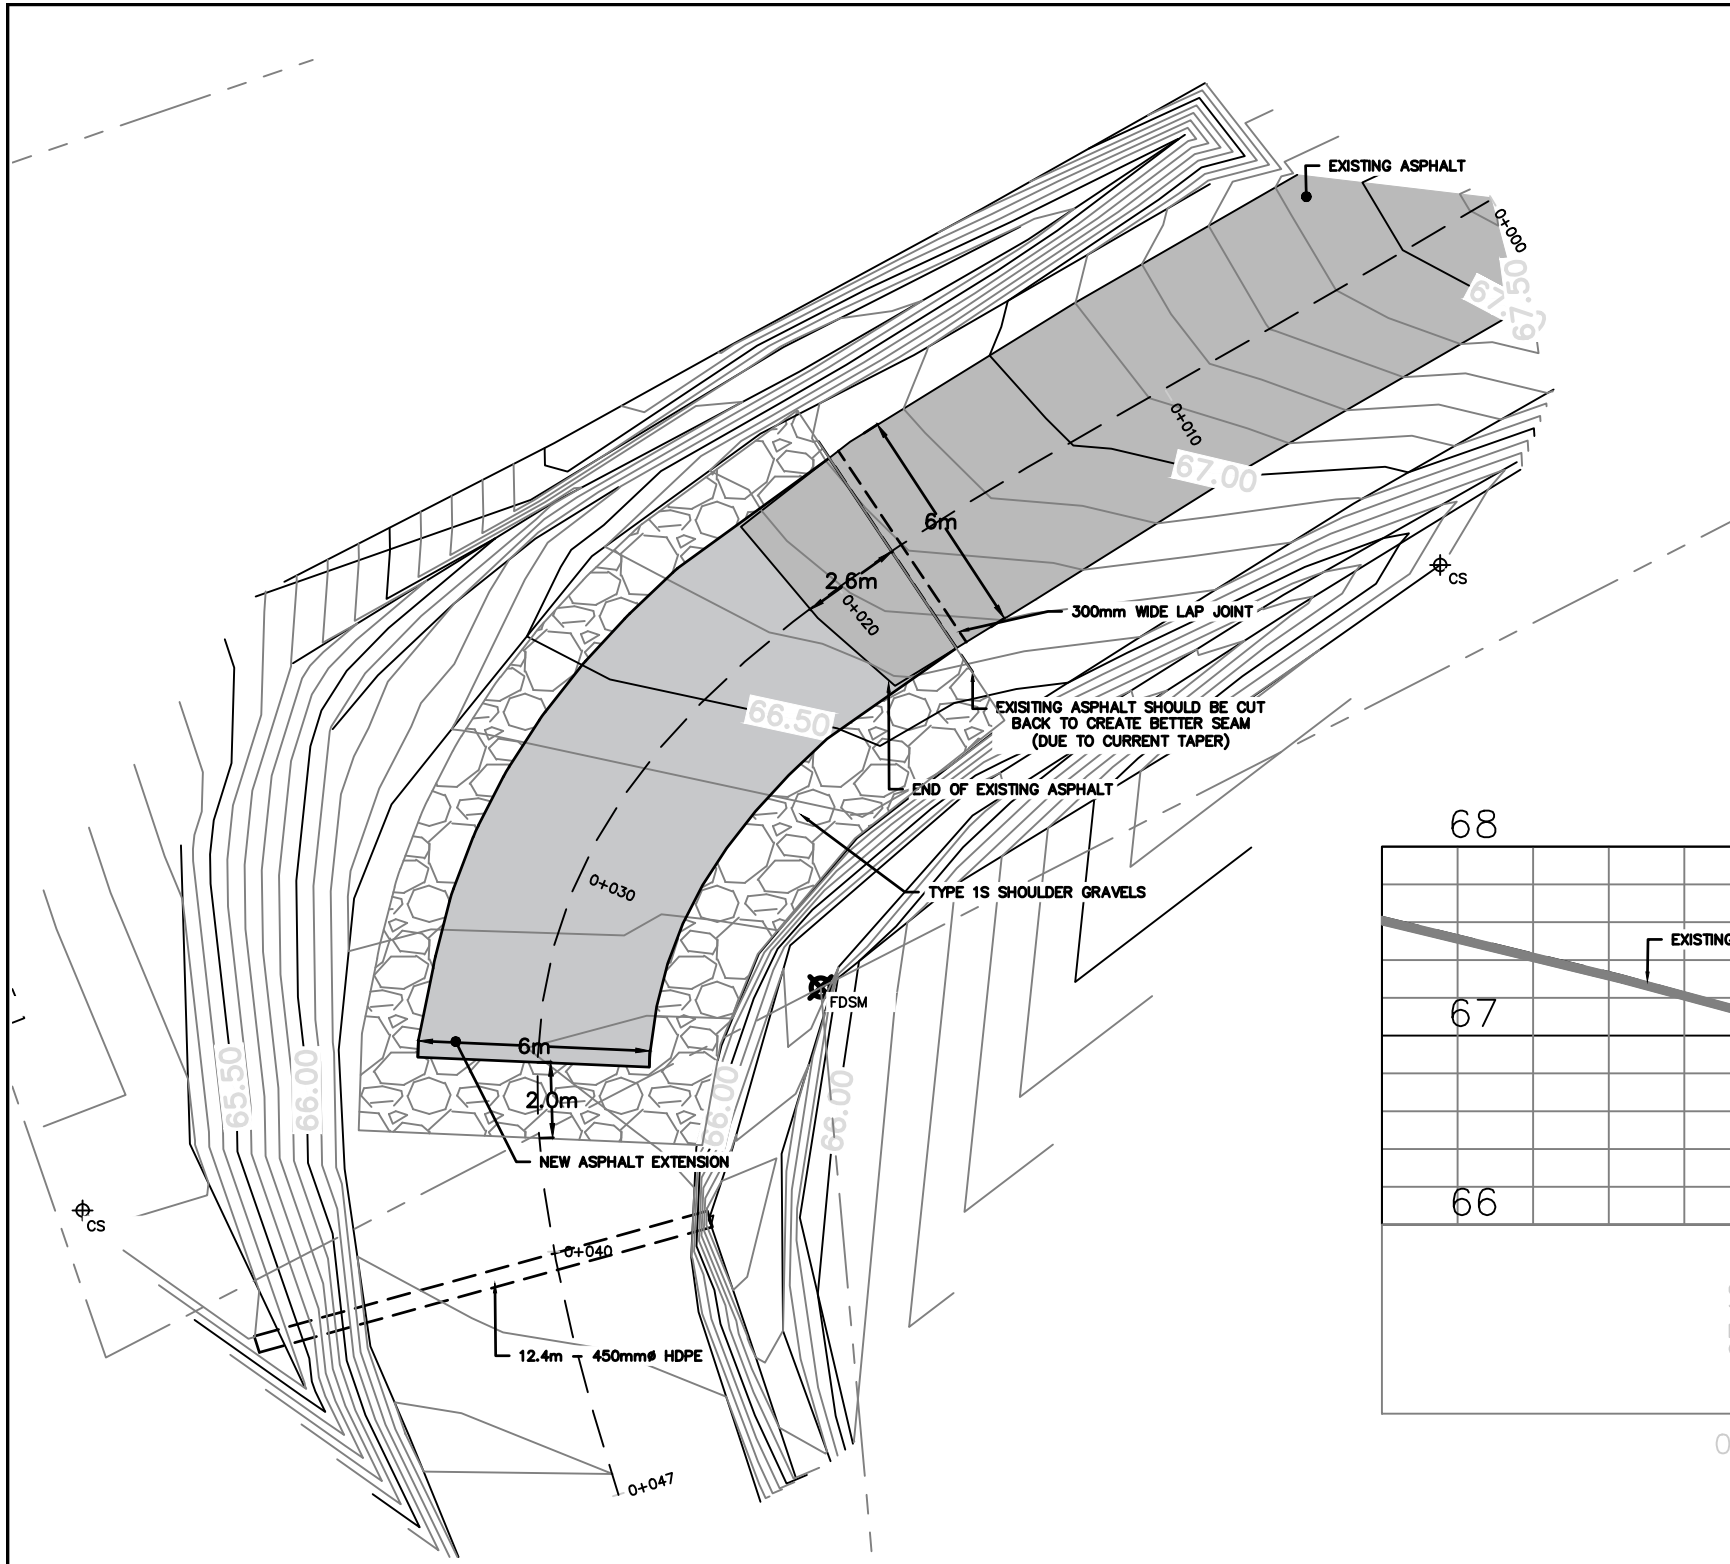 EXISTING ASPHALT
0+000
67.50
0+010
67.00
6m
2.6m
0+020
CS
300mm WIDE LAP JOINT
66.50
EXISITING ASPHALT SHOULD BE CUT
BACK TO CREATE BETTER SEAM
(DUE TO CURRENT TAPER)
END OF EXISTING ASPHALT
68
0+030
TYPE 1S SHOULDER GRAVELS
EXISTING
FDSM
67
6m
65.50
66.00
2.0m
66.00
66.00
NEW ASPHALT EXTENSION
CS
66
0+040
12.4m - 450mmø HDPE
0+047
0